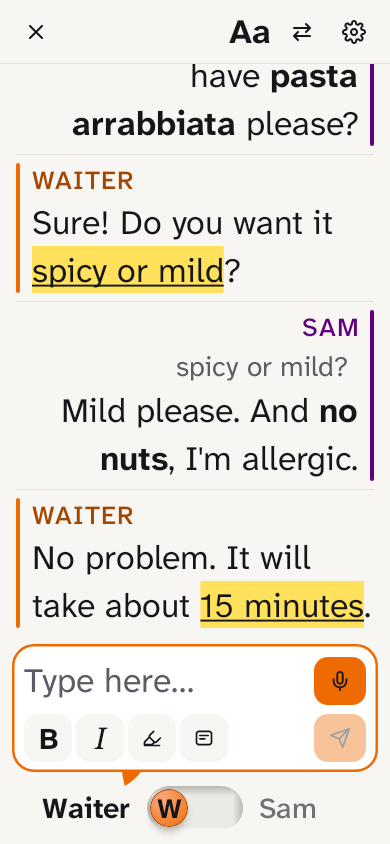 Aa
have pasta
arrabbiata please?
WAITER
Sure! Do you want it
spicy or mild?
SAM
spicy or mild?
Mild please. And no
nuts, I'm allergic.
WAITER
No problem. It will
take about 15 minutes.
Type here...
B I
Waiter W Sam